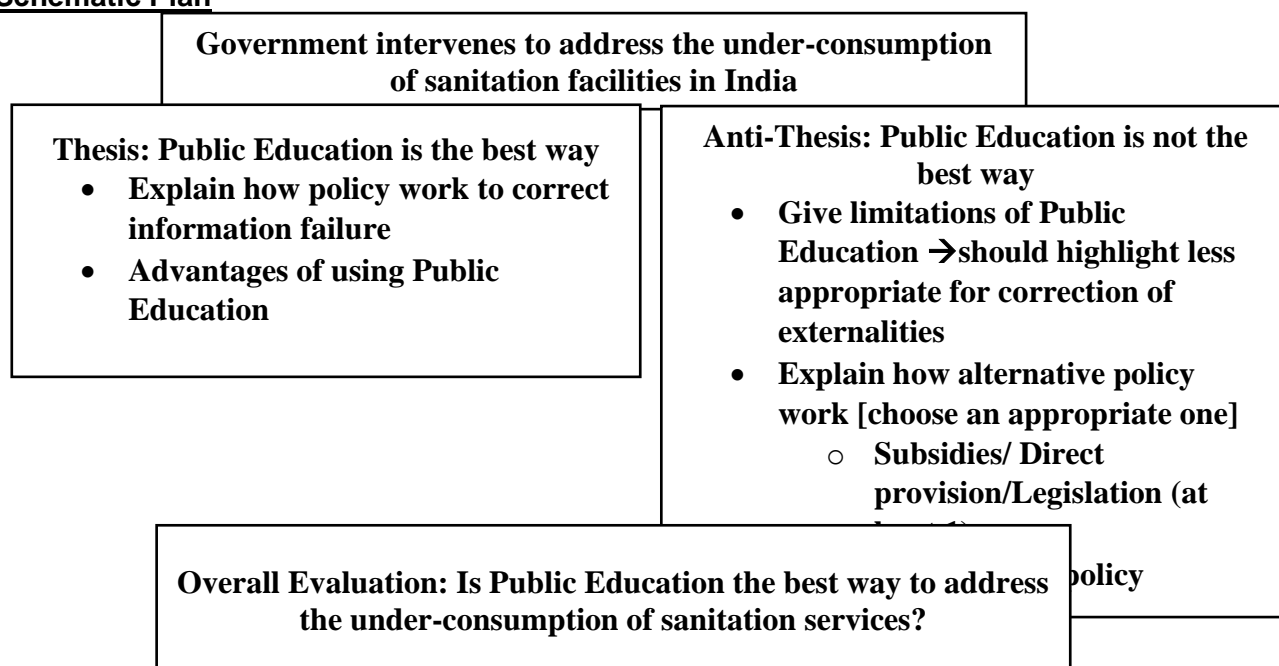 Schematic Plan
Government intervenes to address the under-consumption
of sanitation facilities in India
Thesis: Public Education is the best way
• Explain how policy work to correct
information failure
• Advantages of using Public
Education
Anti-Thesis: Public Education is not the
best way
• Give limitations of Public
Education →should highlight less
appropriate for correction of
externalities
• Explain how alternative policy
work [choose an appropriate one]
o Subsidies/ Direct
provision/Legislation (at
policy
Overall Evaluation: Is Public Education the best way to address
the under-consumption of sanitation services?